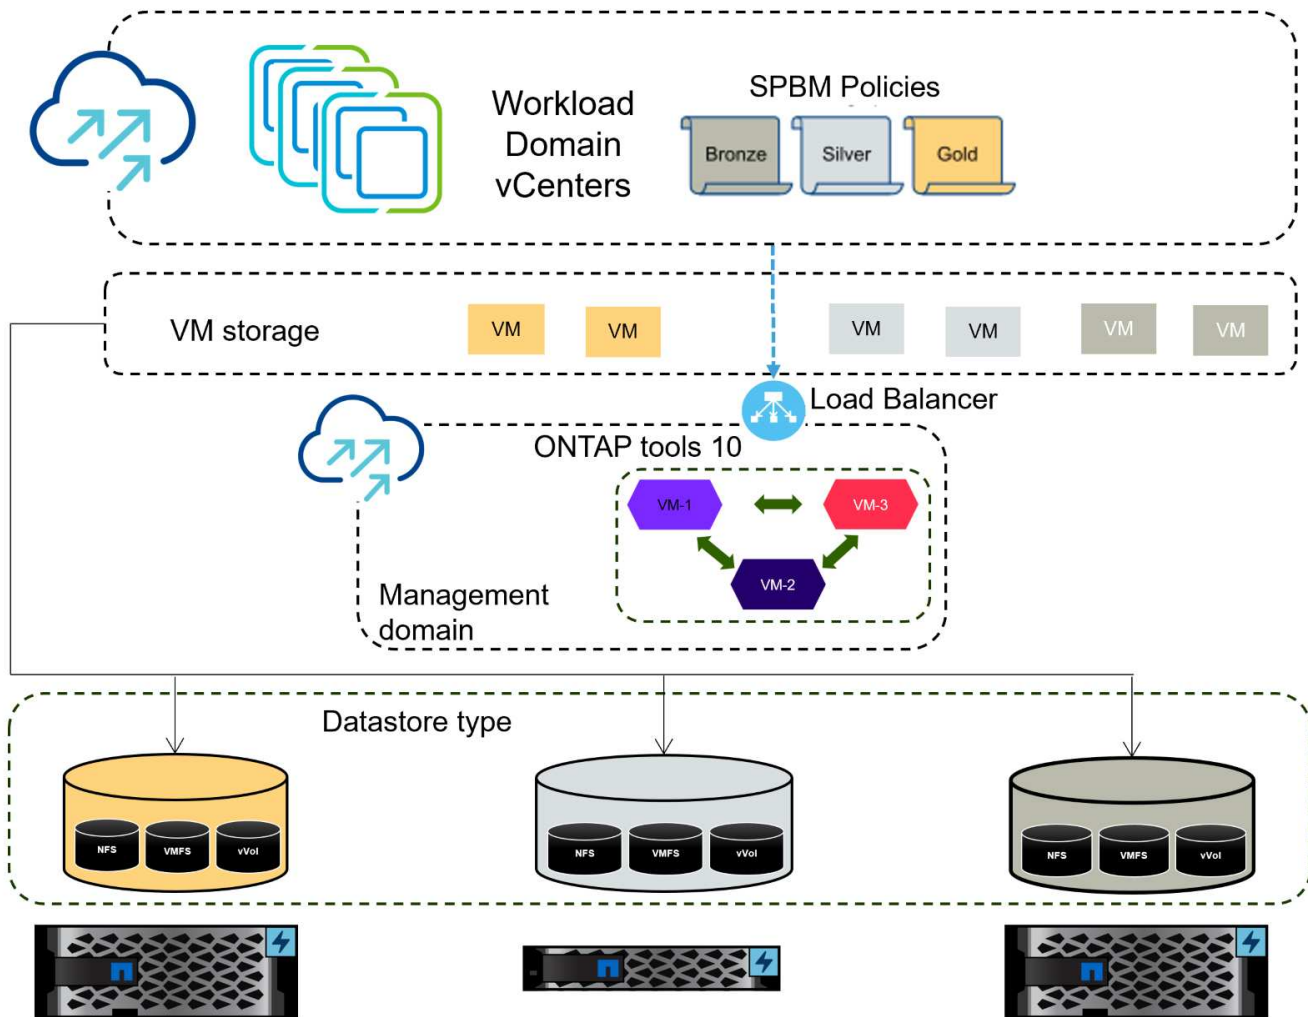 SPBM Policies
Workload
Domain
vCenters
Bronze
Silver
Gold
VM storage
VM
VM
VM
VM
VM
VM
Load Balancer
ONTAP tools 10
VM-1
VM-3
VM-2
Management
domain
Datastore type
NFS
VMFS
vVol
NFS
VMFS
vVol
NFS
VMFS
vVol